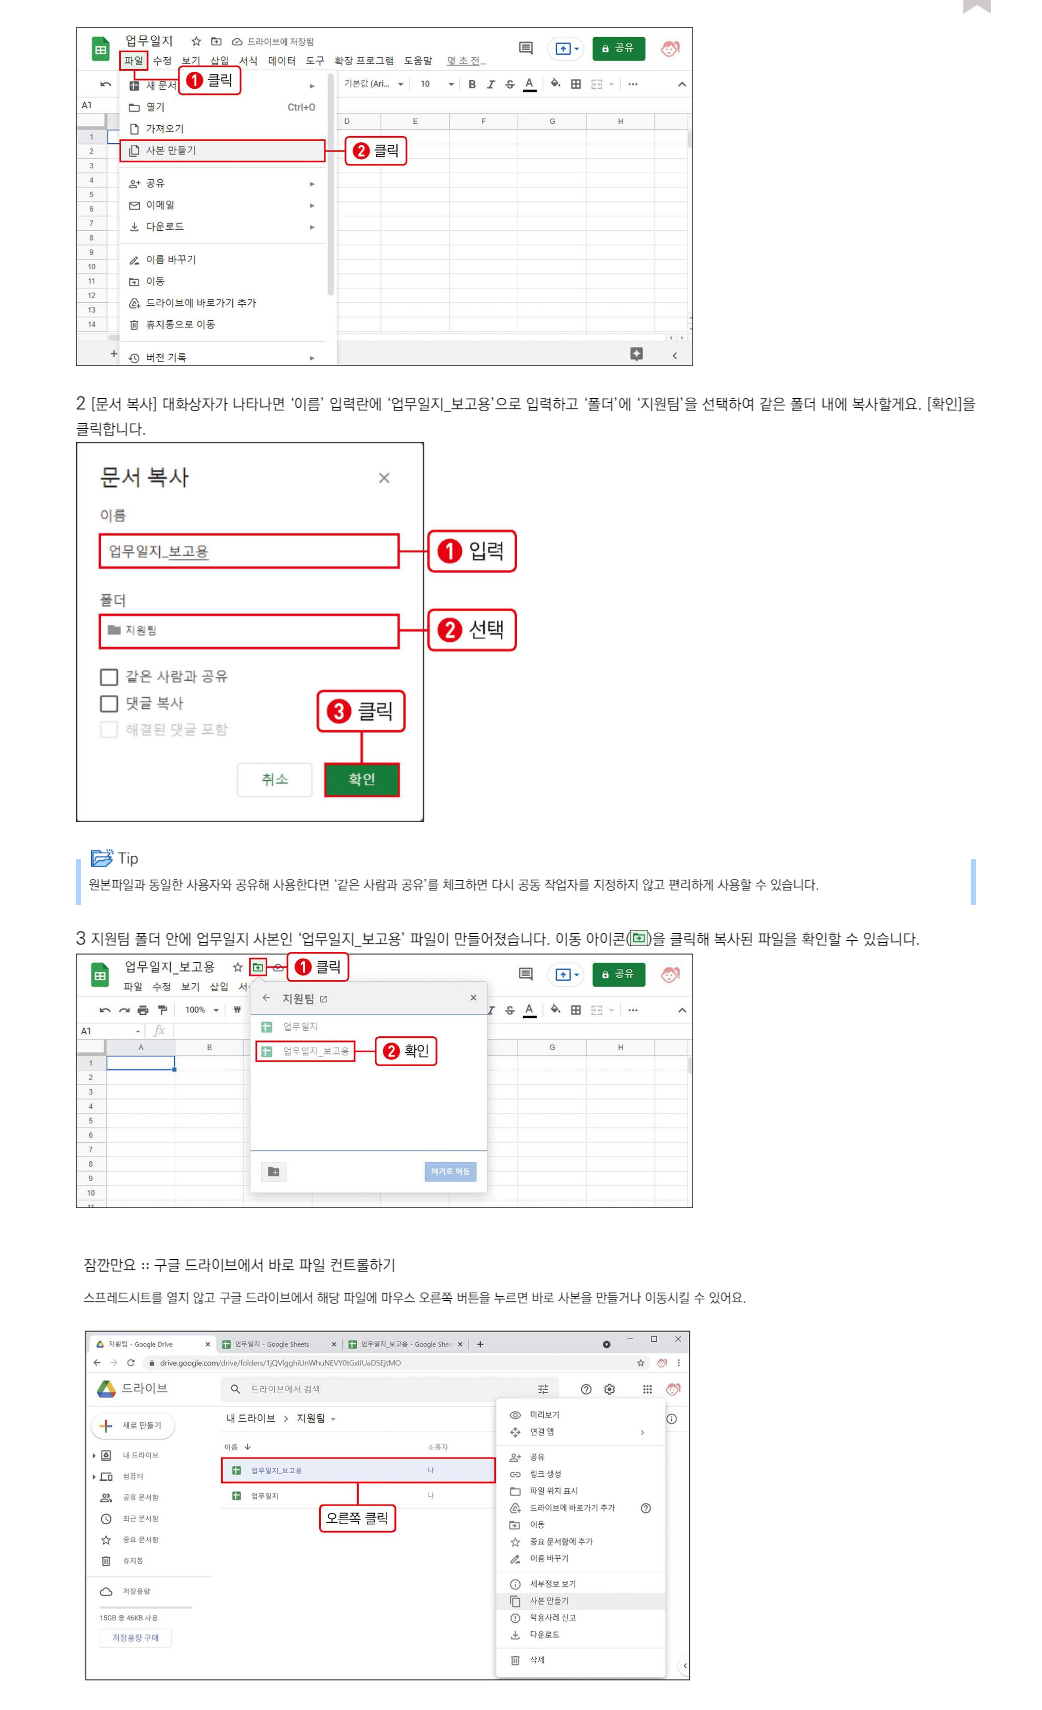 업무일지
드라이브에 저장됨
공유
파일 수정 보기 삽입 서식 데이터 도구 확장 프로그램 도움말 몇 초 전...
1 클릭
기본값 (Ari... 10 B I S A
A1
새 문서
열기 Ctrl+O
가져오기
사본 만들기
2 클릭
공유
이메일
다운로드
이름 바꾸기
이동
드라이브에 바로가기 추가
휴지통으로 이동
버전 기록
D E F G H
1
2
3
4
5
6
7
8
9
10
11
12
13
14
2 [문서 복사] 대화상자가 나타나면 ‘이름’ 입력란에 ‘업무일지_보고용’으로 입력하고 ‘폴더’에 ‘지원팀’을 선택하여 같은 폴더 내에 복사할게요. [확인]을
클릭합니다.
문서 복사
이름
업무일지_보고용
1 입력
폴더
지원팀
2 선택
같은 사람과 공유
댓글 복사
해결된 댓글 포함
3 클릭
취소 확인
Tip
원본파일과 동일한 사용자와 공유해 사용한다면 ‘같은 사람과 공유’를 체크하면 다시 공동 작업자를 지정하지 않고 편리하게 사용할 수 있습니다.
3 지원팀 폴더 안에 업무일지 사본인 ‘업무일지_보고용’ 파일이 만들어졌습니다. 이동 아이콘( )을 클릭해 복사된 파일을 확인할 수 있습니다.
업무일지_보고용
1 클릭
공유
파일 수정 보기 삽입 서
지원팀
100% ₩
I S A
A1 fx
업무일지
업무일지_보고용
2 확인
여기로 이동
A B G H
1
2
3
4
5
6
7
8
9
10
잠깐만요 :: 구글 드라이브에서 바로 파일 컨트롤하기
스프레드시트를 열지 않고 구글 드라이브에서 해당 파일에 마우스 오른쪽 버튼을 누르면 바로 사본을 만들거나 이동시킬 수 있어요.
지원팀 - Google Drive
업무일지 - Google Sheets
업무일지_보고용 - Google Shee
드라이브
드라이브에서 검색
새로 만들기
내 드라이브 > 지원팀
이름 소유자
내 드라이브
컴퓨터
공유 문서함
최근 문서함
중요 문서함
휴지통
저장용량
15GB 중 46KB 사용
저장용량 구매
업무일지_보고용 나
업무일지 나
오른쪽 클릭
미리보기
연결 앱
공유
링크 생성
파일 위치 표시
드라이브에 바로가기 추가
이동
중요 문서함에 추가
이름 바꾸기
세부정보 보기
사본 만들기
악용사례 신고
다운로드
삭제